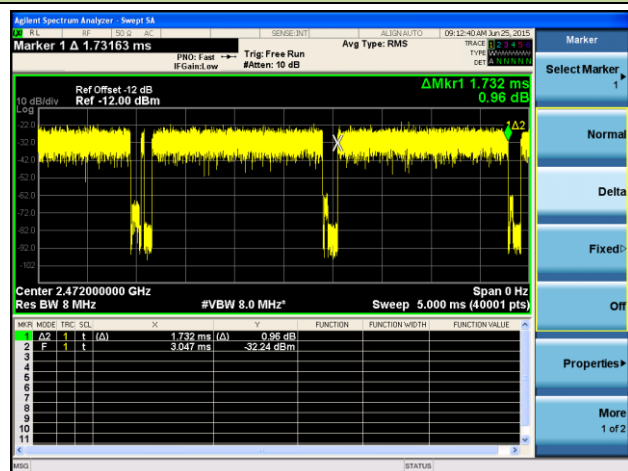 Agilent Spectrum Analyzer - Swept SA
RL RF 50 Ω AC SENSE:INT ALIGN AUTO 09:12:40 AM Jun 25, 2015
Marker 1 Δ 1.73163 ms
PNO: Fast
IFGain:Low
Trig: Free Run
#Atten: 10 dB
Avg Type: RMS
TRACE 1 2 3 4 5 6
TYPE
DET A N N N N N
Ref Offset -12 dB
Ref -12.00 dBm
10 dB/div
Log
ΔMkr1 1.732 ms
0.96 dB
-22.0
1Δ2
-32.0
-42.0
-52.0
-62.0
-72.0
-82.0
-92.0
-102
X
Center 2.472000000 GHz Span 0 Hz
Res BW 8 MHz #VBW 8.0 MHz* Sweep 5.000 ms (40001 pts)
MKR MODE TRC SCL X Y FUNCTION FUNCTION WIDTH FUNCTION VALUE
1 Δ2 1 t (Δ) 1.732 ms (Δ) 0.96 dB
2 F 1 t 3.047 ms -32.24 dBm
3
4
5
6
7
8
9
10
11
MSG STATUS
Marker
Select Marker
1
Normal
Delta
Fixed
Off
Properties
More
1 of 2